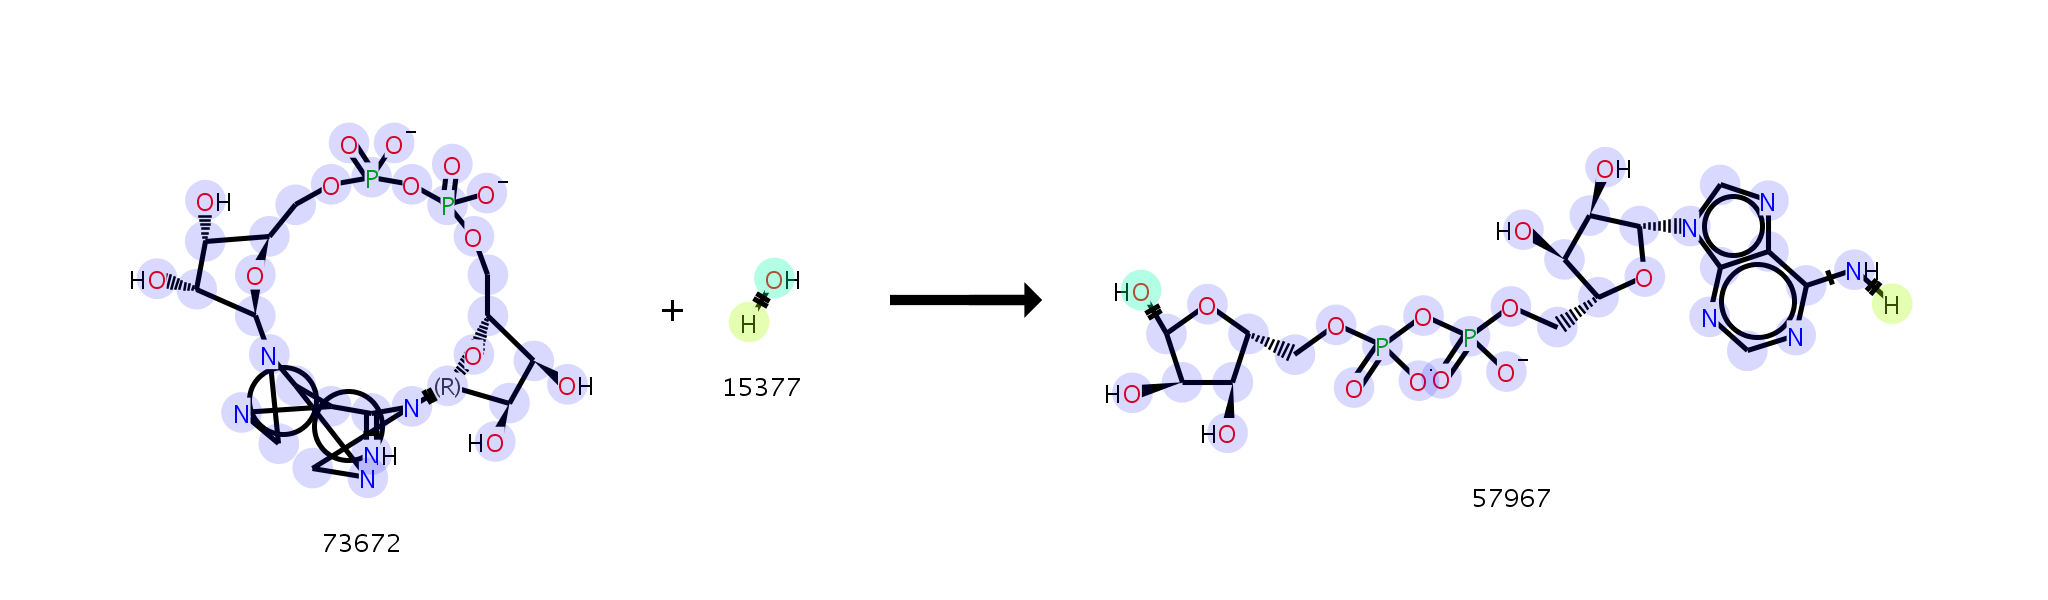 O O−
O
O P O P O−
OH
O
HO O
N O
(R) OH
N N
HO
NH
N
73672
+
OH
H
15377
OH
N
HO N
NH
O
HO O O O H
O P O P N N
O O− O O−
HO
HO
57967